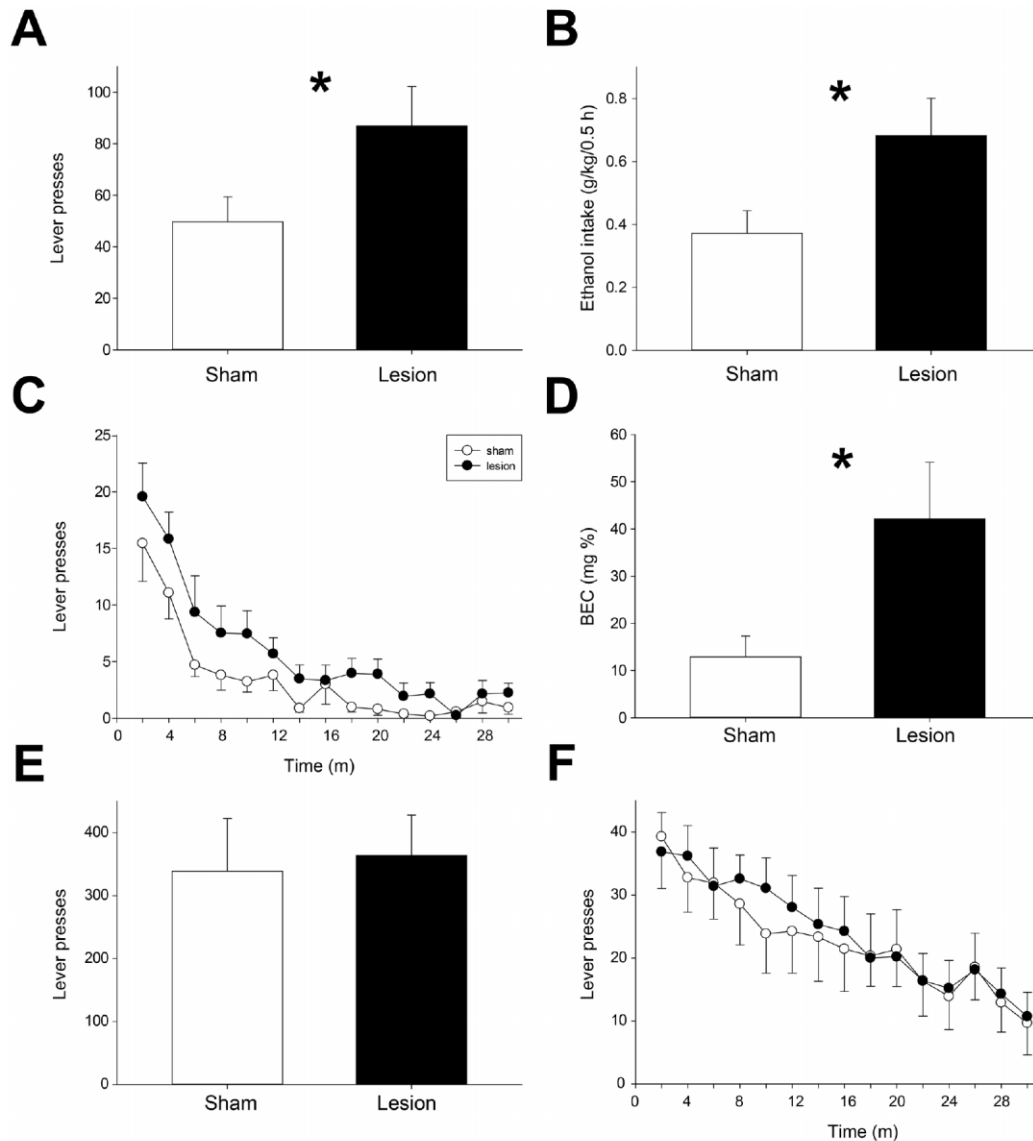 A
Lever presses
100
80
60
40
20
0
*
Sham
Lesion
B
Ethanol intake (g/kg/0.5 h)
0.8
0.6
0.4
0.2
0.0
*
Sham
Lesion
C
Lever presses
25
20
15
10
5
0
sham
lesion
0 4 8 12 16 20 24 28
Time (m)
D
BEC (mg %)
60
50
40
30
20
10
0
*
Sham
Lesion
E
Lever presses
400
300
200
100
0
Sham
Lesion
F
Lever presses
40
30
20
10
0
0 4 8 12 16 20 24 28
Time (m)